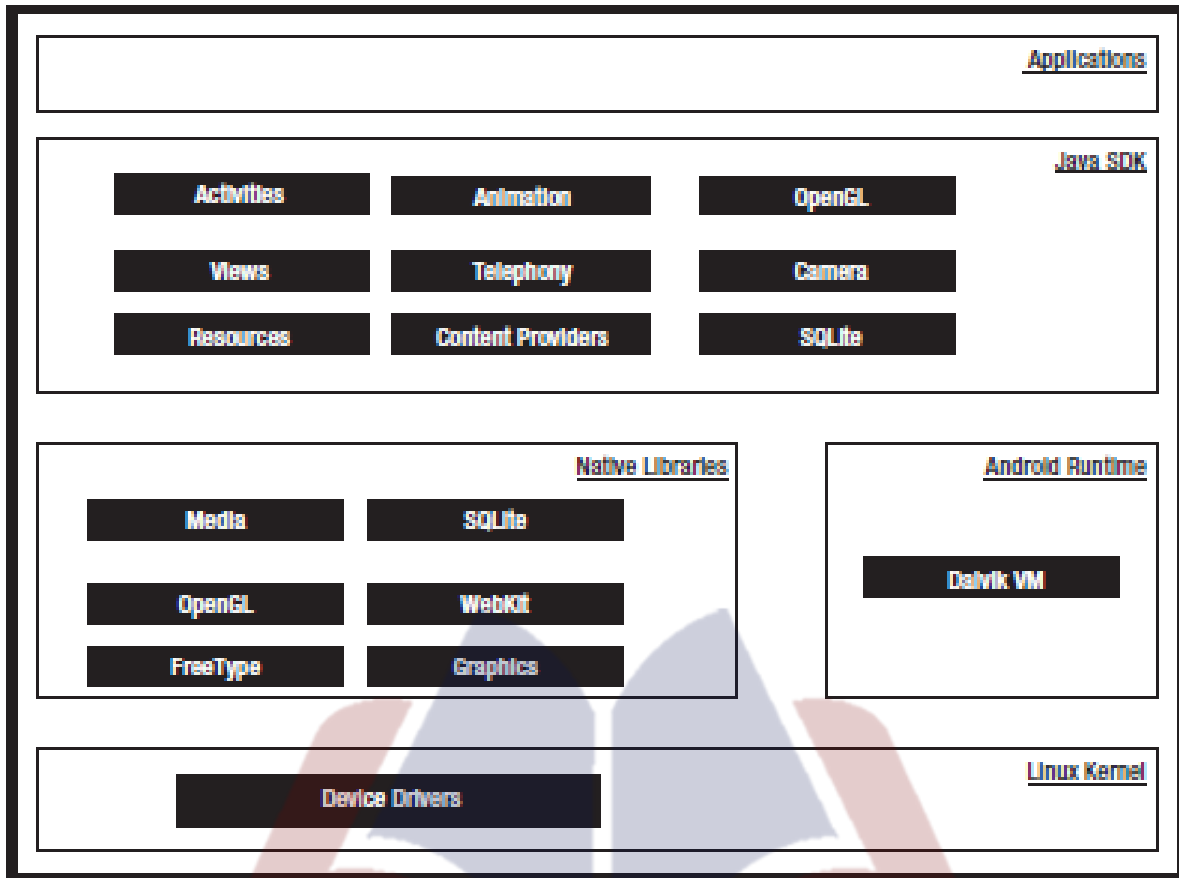 Applications
Java SDK
Activities Animation OpenGL
Views Telephony Camera
Resources Content Providers SQLite
Native Libraries
Media SQLite
OpenGL WebKit
FreeType Graphics
Android Runtime
Dalvik VM
Linux Kernel
Device Drivers